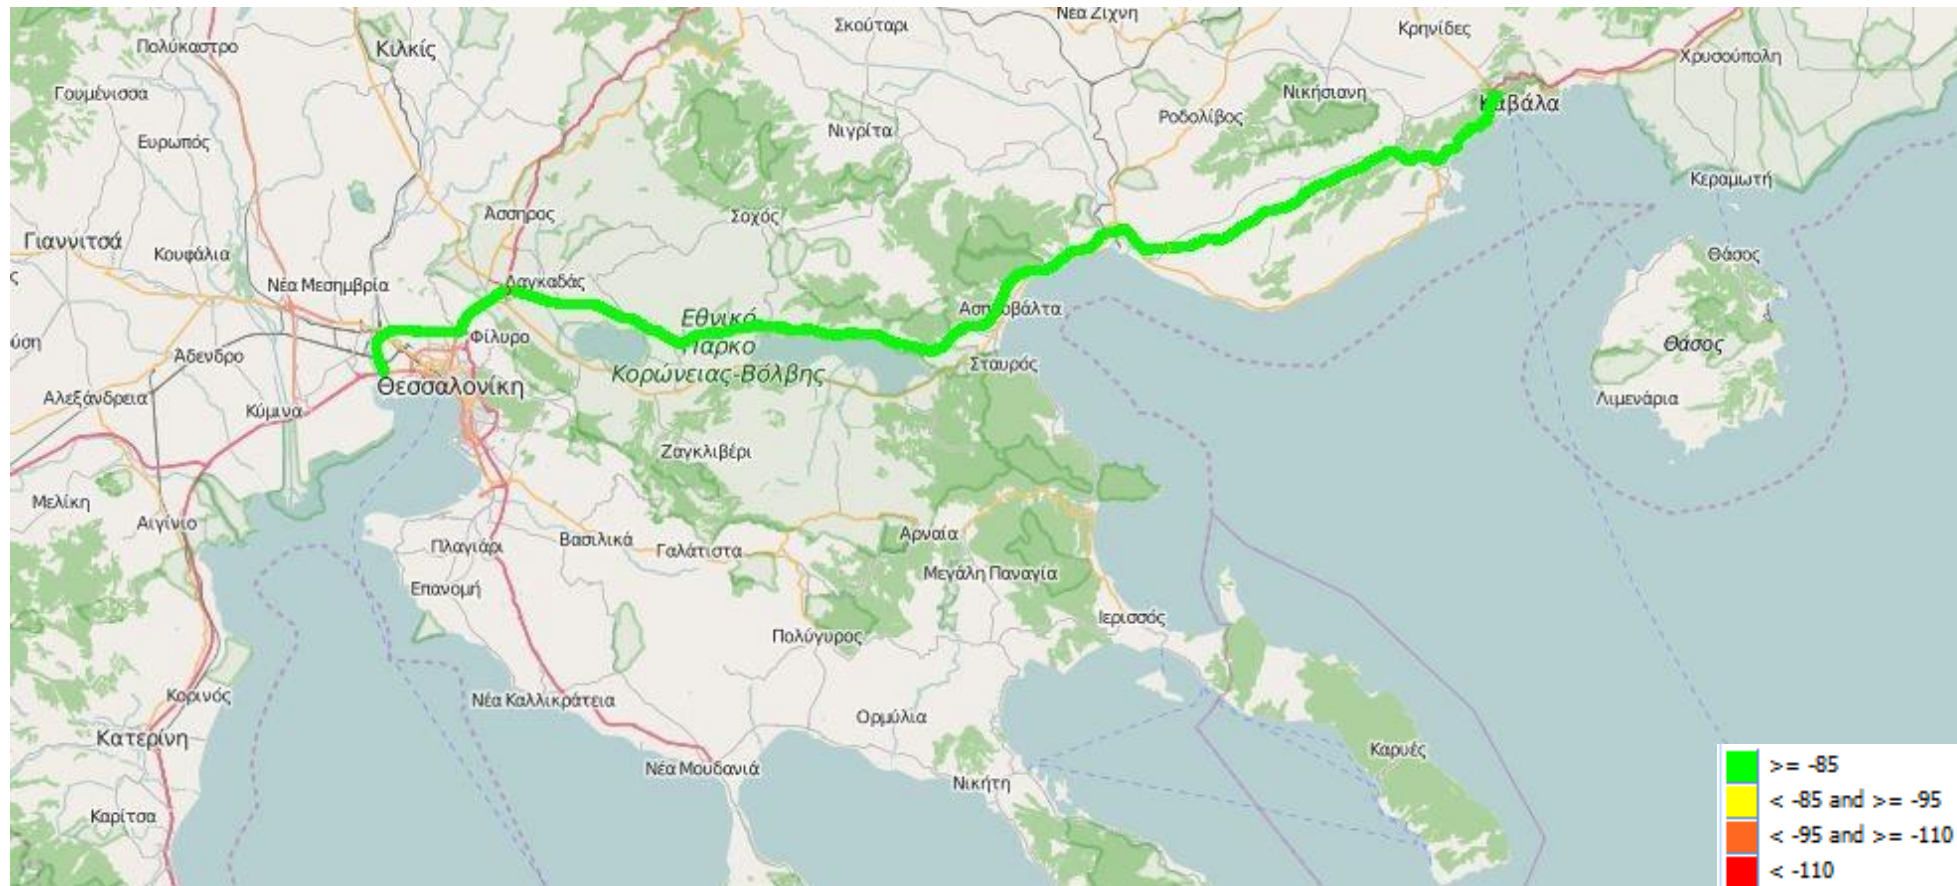 Νέα Ζίχνη
Σκούταρι
Κρηνίδες
Πολύκαστρο
Κιλκίς
Χρυσούπολη
Γουμένισσα
Νικήσιανη
Καβάλα
Ροδολίβος
Νιγρίτα
Ευρωπός
Κεραμωτή
Άσσηρος
Σοχός
Γιαννιτσά
Κουφάλια
Θάσος
Λαγκαδάς
Νέα Μεσημβρία
Ασπροβάλτα
Εθνικό
Πάρκο
Κορώνειας-Βόλβης
Φίλυρο
ύση
Άδενδρο
Θάσος
Σταυρός
Θεσσαλονίκη
Αλεξάνδρεια
Κύμινα
Λιμενάρια
Ζαγκλιβέρι
Μελίκη
Αιγίνιο
Αρναία
Πλαγιάρι
Βασιλικά
Γαλάτιστα
Μεγάλη Παναγία
Επανομή
Ιερισσός
Πολύγυρος
Κορινός
Νέα Καλλικράτεια
Ορμύλια
Κατερίνη
Καρυές
Νέα Μουδανιά
Νικήτη
Καρίτσα
>= -85
< -85 and >= -95
< -95 and >= -110
< -110